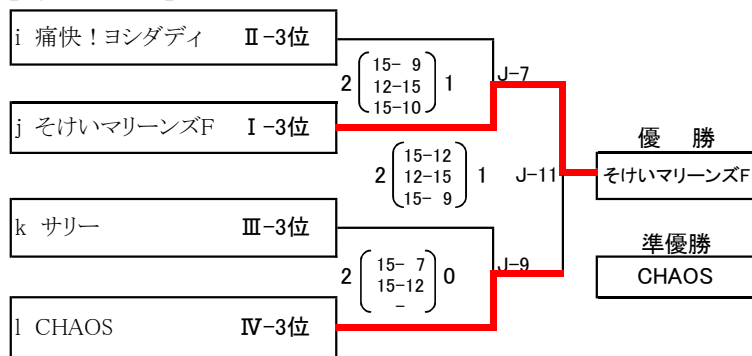 i 痛快！ヨシダディ Ⅱ-3位
2 15- 9 12-15 15-10 1
J-7
j そけいマリーンズF Ⅰ-3位
優 勝
そけいマリーンズF
2 15-12 12-15 15- 9 1
J-11
k サリー Ⅲ-3位
準優勝
CHAOS
2 15- 7 15-12 - 0
J-9
l CHAOS Ⅳ-3位